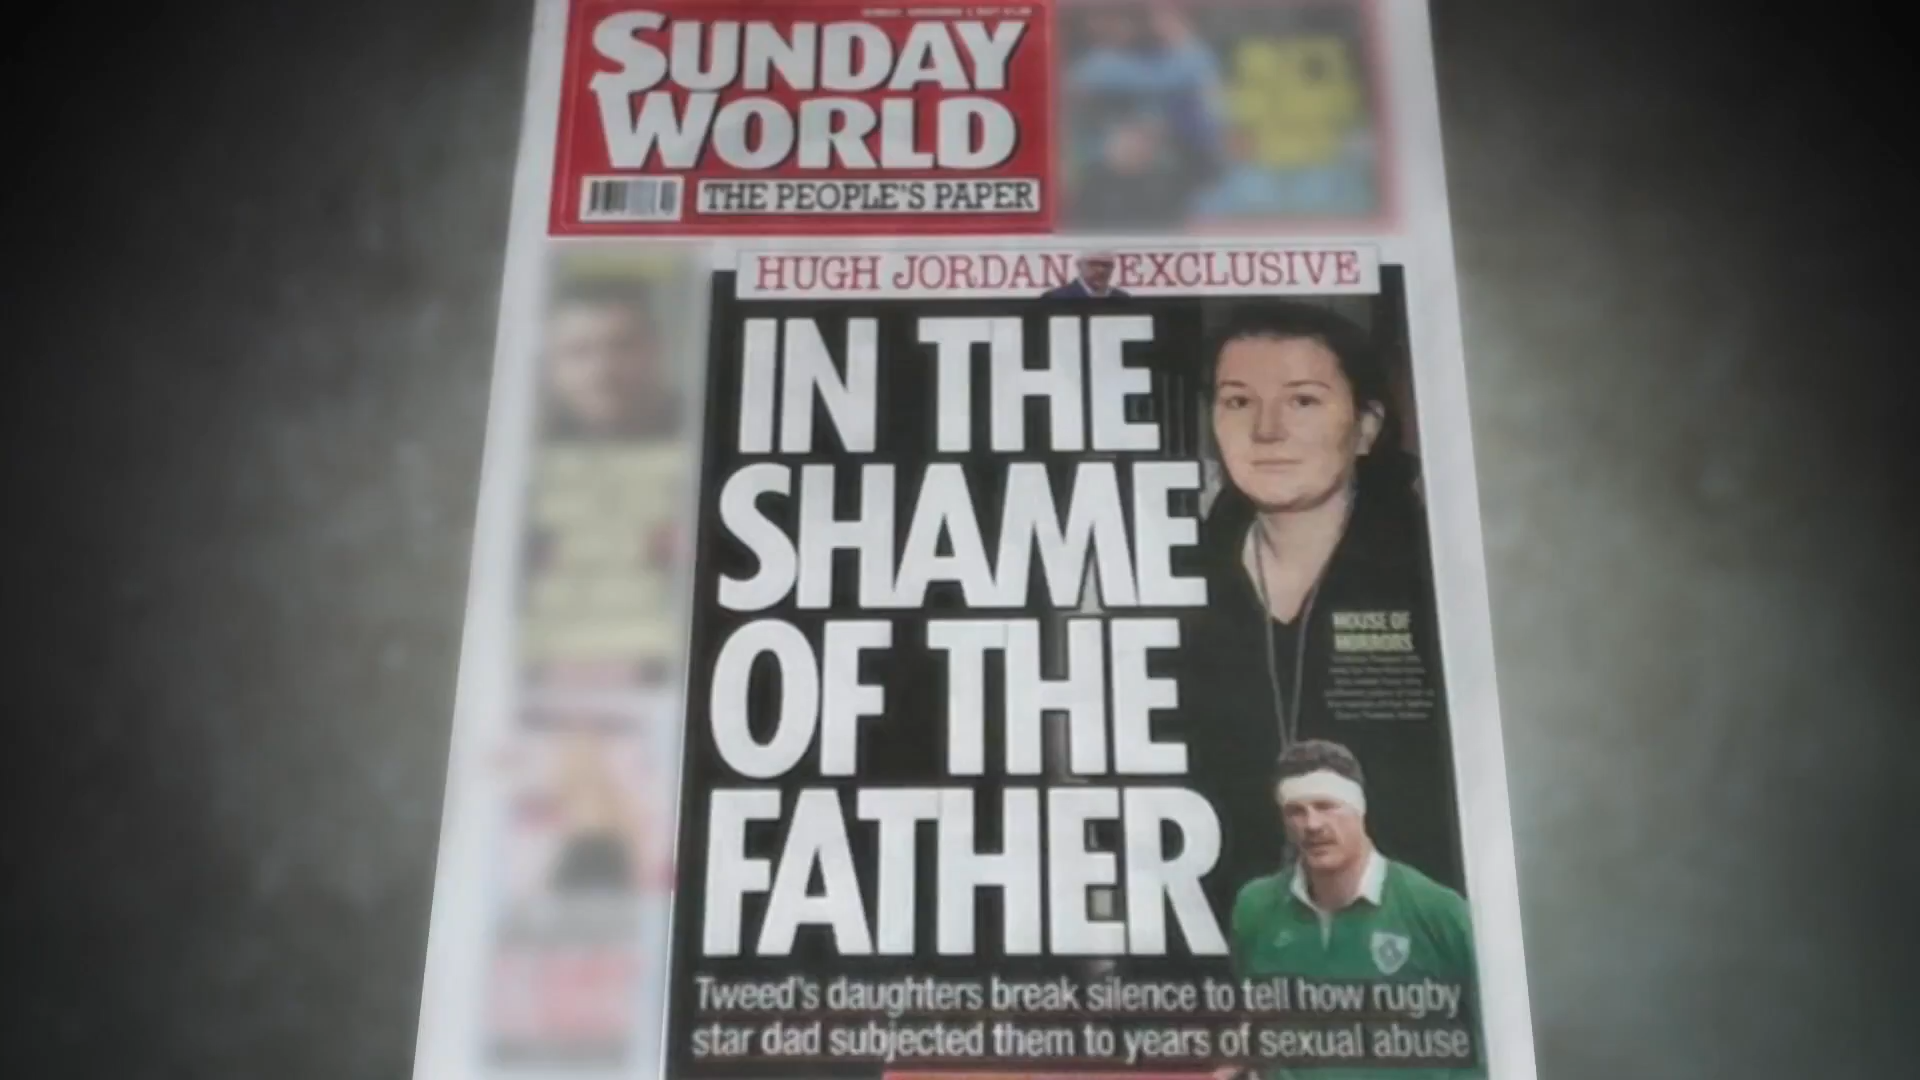 SUNDAY
WORLD
THE PEOPLE'S PAPER
HUGH JORDAN EXCLUSIVE
IN THE
SHAME
OF THE
FATHER
HOUSE OF
HORRORS
Tweed's daughters break silence to tell how rugby
star dad subjected them to years of sexual abuse